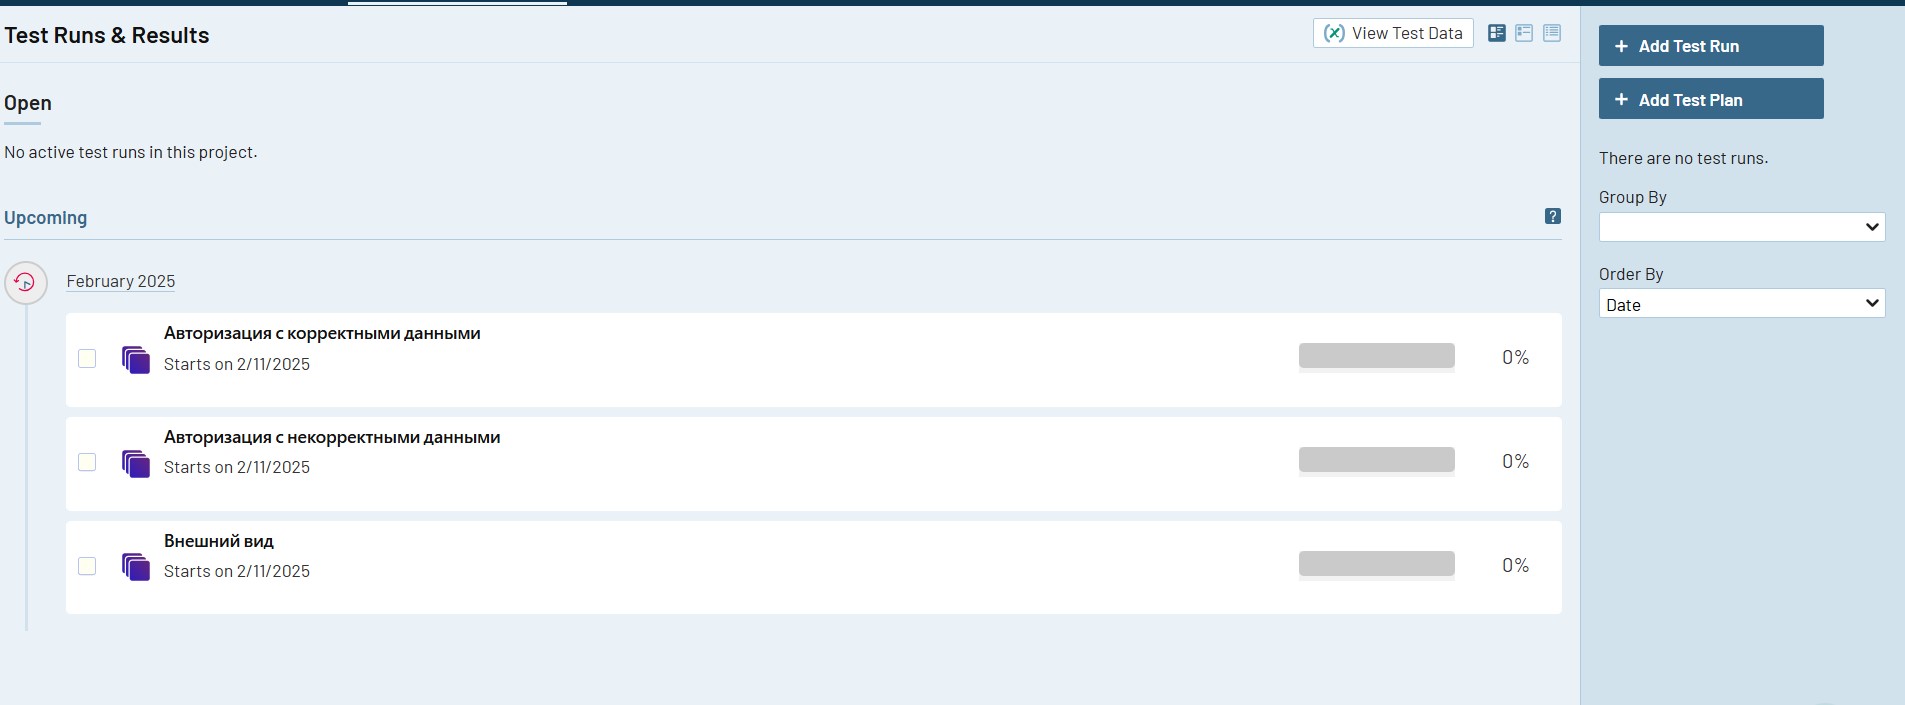 Test Runs & Results
View Test Data
Open
No active test runs in this project.
Upcoming
?
February 2025
Авторизация с корректными данными
Starts on 2/11/2025
0%
Авторизация с некорректными данными
Starts on 2/11/2025
0%
Внешний вид
Starts on 2/11/2025
0%
+ Add Test Run
+ Add Test Plan
There are no test runs.
Group By
Order By
Date